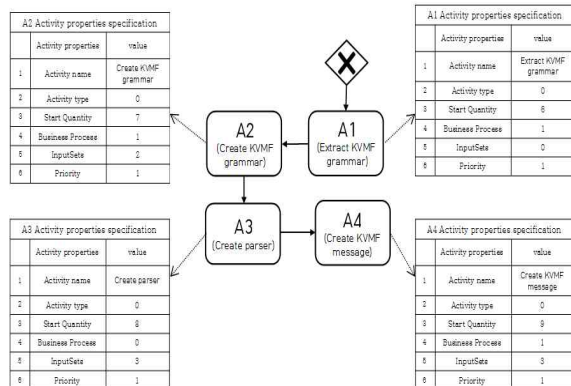 A2 Activity properties specification
Activity properties value
1 Activity name Create KVMF grammar
2 Activity type 0
3 Start Quantity 7
4 Business Process 1
5 InputSets 2
6 Priority 1
A1 Activity properties specification
Activity properties value
1 Activity name Extract KVMF grammar
2 Activity type 0
3 Start Quantity 6
4 Business Process 1
5 InputSets 0
6 Priority 1
X
A2
(Create KVMF
grammar)
A1
(Extract KVMF
grammar)
A3
(Create parser)
A4
(Create KVMF
message)
A3 Activity properties specification
Activity properties value
1 Activity name Create parser
2 Activity type 0
3 Start Quantity 8
4 Business Process 0
5 InputSets 3
6 Priority 1
A4 Activity properties specification
Activity properties value
1 Activity name Create KVMF message
2 Activity type 0
3 Start Quantity 9
4 Business Process 1
5 InputSets 3
6 Priority 1